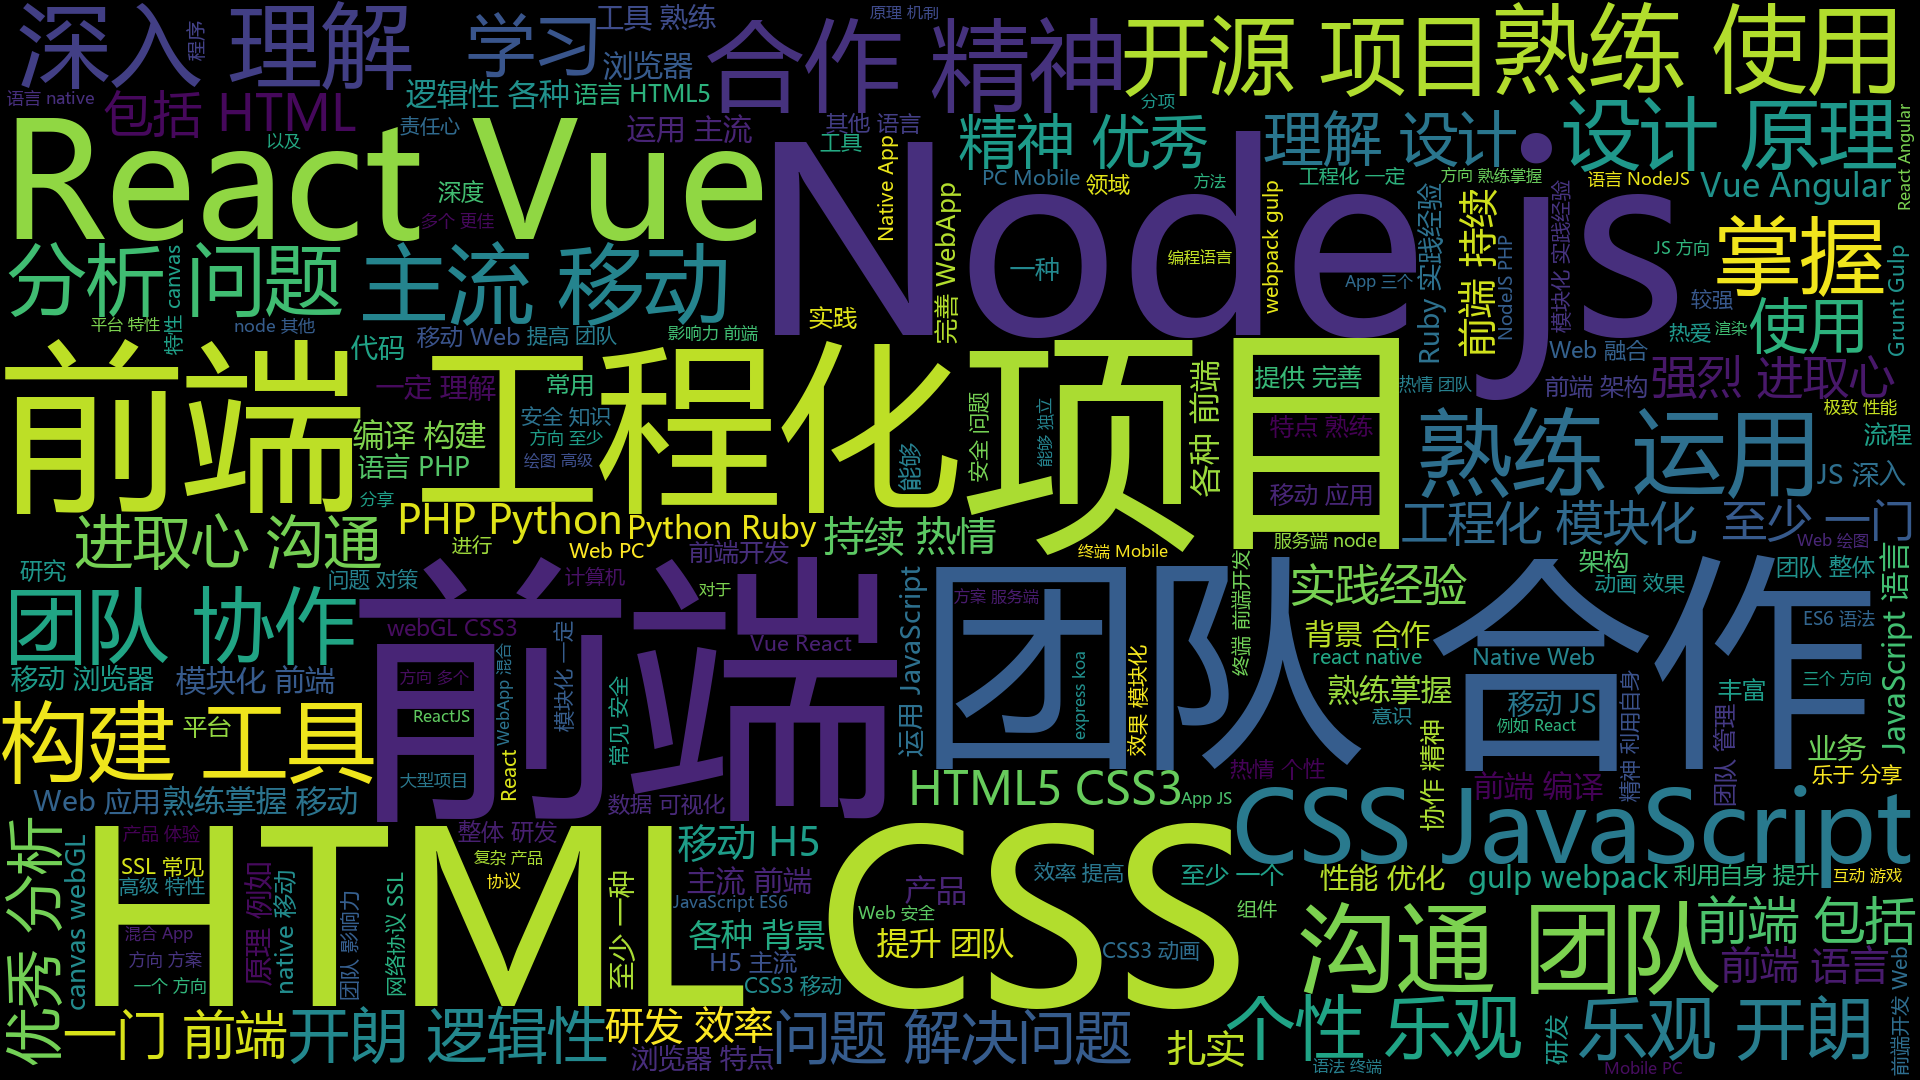 深入 理解
程序
学习
工具 熟练
浏览器
原理 机制
合作 精神
开源 项目
熟练 使用
语言 native
包括 HTML
逻辑性 各种
语言 HTML5
责任心
以及
运用 主流
其他 语言
工具
分项
精神 优秀
理解 设计
设计 原理
React Angular
React Vue
深度
多个 更佳
Native App
完善 WebApp
PC Mobile
领域
方法
工程化 一定
方向 熟练掌握
语言 NodeJS
Vue Angular
Node js
webpack gulp
编程语言
一种
App 三个
Ruby 实践经验
前端 持续
NodeJS PHP
模块化 实践经验
JS 方向
掌握
Grunt Gulp
分析 问题
特性 canvas
平台 特性
node 其他
主流 移动
代码
移动 Web
提高 团队
影响力 前端
实践
较强
热爱
渲染
使用
Web 融合
前端 架构
强烈 进取心
热情 团队
极致 性能
流程
前端 工程化
一定 理解
常用
安全 知识
方向 至少
绘图 高级
编译 构建
语言 PHP
分享
能够
项目
安全 问题
能够 独立
各种 前端
提供 完善
特点 熟练
移动 应用
熟练 运用
JS 深入
工程化 模块化
至少 一门
Web 绘图
进取心 沟通
PHP Python
Python Ruby
持续 热情
进行
Web PC
前端开发
终端 Mobile
服务端 node
研究
问题 对策
计算机
对于
方案 服务端
终端 前端开发
实践经验
架构
动画 效果
团队 整体
JavaScript 语言
团队 协作
webGL CSS3
Vue React
前端
团队 合作
运用 JavaScript
背景 合作
react native
Native Web
ES6 语法
移动 浏览器
模块化 前端
方向 多个
WebApp 混合
模块化 一定
常见 安全
express koa
效果 模块化
熟练掌握
意识
移动 JS
例如 React
精神 利用自身
丰富
三个 方向
构建 工具
平台
ReactJS
React
大型项目
协作 精神
团队 管理
业务
乐于 分享
Web 应用
熟练掌握 移动
数据 可视化
HTML5 CSS3
App JS
热情 个性
前端 编译
优秀 分析
canvas webGL
产品 体验
SSL 常见
高级 特性
整体 研发
复杂 产品
协议
移动 H5
主流 前端
JavaScript ES6
产品
效率 提高
至少 一个
性能 优化
CSS JavaScript
gulp webpack
利用自身 提升
互动 游戏
HTML CSS
混合 App
方向 方案
一个 方向
原理 例如
native 移动
团队 影响力
网络协议 SSL
至少 一种
各种 背景
H5 主流
CSS3 移动
Web 安全
提升 团队
CSS3 动画
组件
沟通 团队
前端 包括
前端 语言
前端开发 Web
一门 前端
开朗 逻辑性
研发 效率
浏览器 特点
问题 解决问题
扎实
个性 乐观
语法 终端
研发
乐观 开朗
Mobile PC